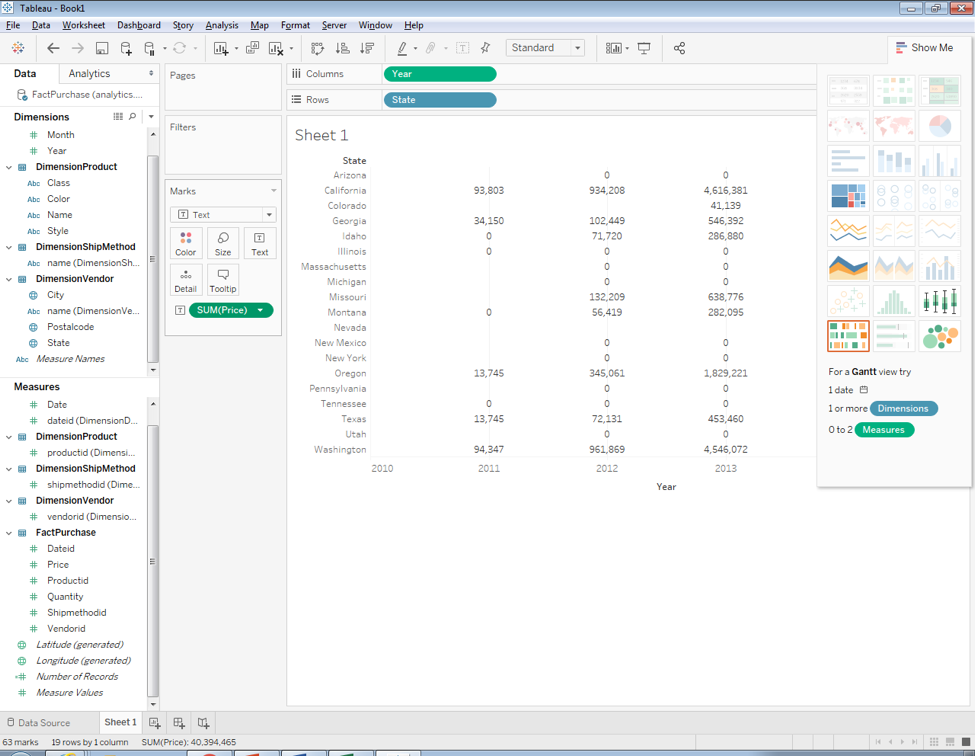 Tableau - Book1
File Data Worksheet Dashboard Story Analysis Map Format Server Window Help
Standard
Show Me
Data Analytics
FactPurchase (analytics....
Dimensions
Month
Year
DimensionProduct
Abc Class
Abc Color
Abc Name
Abc Style
DimensionShipMethod
Abc name (DimensionSh...
DimensionVendor
City
Abc name (DimensionVe...
Postalcode
State
Abc Measure Names
Measures
Date
dateid (DimensionD...
DimensionProduct
productid (Dimensi...
DimensionShipMethod
shipmethodid (Dime...
DimensionVendor
vendorid (Dimensio...
FactPurchase
Dateid
Price
Productid
Quantity
Shipmethodid
Vendorid
Latitude (generated)
Longitude (generated)
Number of Records
Measure Values
Pages
Filters
Marks
T Text
Color Size Text
Detail Tooltip
T SUM(Price)
Columns Year
Rows State
Sheet 1
State
Arizona 0 0
California 93,803 934,208 4,616,381
Colorado 41,139
Georgia 34,150 102,449 546,392
Idaho 0 71,720 286,880
Illinois 0 0 0
Massachusetts 0 0
Michigan 0 0
Missouri 132,209 638,776
Montana 0 56,419 282,095
Nevada
New Mexico 0 0
New York 0 0
Oregon 13,745 345,061 1,829,221
Pennsylvania 0 0
Tennessee 0 0 0
Texas 13,745 72,131 453,460
Utah 0 0
Washington 94,347 961,869 4,546,072
2010 2011 2012 2013
Year
For a Gantt view try
1 date
1 or more Dimensions
0 to 2 Measures
Data Source Sheet 1
63 marks 19 rows by 1 column SUM(Price): 40,394,465